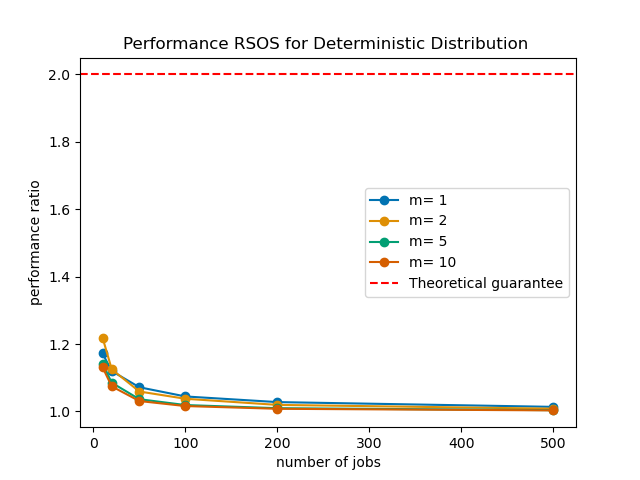 Performance RSOS for Deterministic Distribution
performance ratio
2.0
1.8
1.6
1.4
1.2
1.0
m= 1
m= 2
m= 5
m= 10
Theoretical guarantee
0 100 200 300 400 500
number of jobs